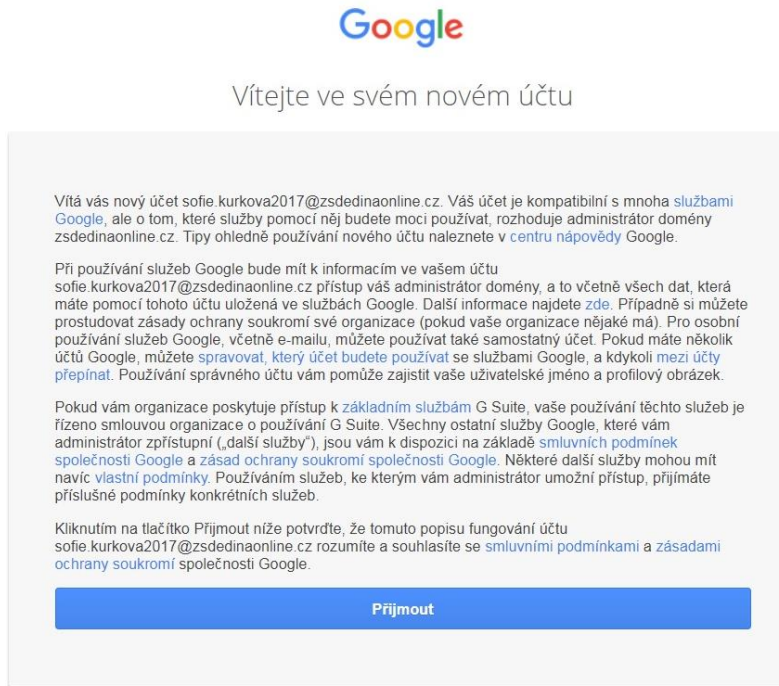 Google
Vítejte ve svém novém účtu
Vítá vás nový účet sofie.kurkova2017@zsdedinaonline.cz. Váš účet je kompatibilní s mnoha službami
Google, ale o tom, které služby pomocí něj budete moci používat, rozhoduje administrátor domény
zsdedinaonline.cz. Tipy ohledně používání nového účtu naleznete v centru nápovědy Google.
Při používání služeb Google bude mít k informacím ve vašem účtu
sofie.kurkova2017@zsdedinaonline.cz přístup váš administrátor domény, a to včetně všech dat, která
máte pomocí tohoto účtu uložená ve službách Google. Další informace najdete zde. Případně si můžete
prostudovat zásady ochrany soukromí své organizace (pokud vaše organizace nějaké má). Pro osobní
používání služeb Google, včetně e-mailu, můžete používat také samostatný účet. Pokud máte několik
účtů Google, můžete spravovat, který účet budete používat se službami Google, a kdykoli mezi účty
přepínat. Používání správného účtu vám pomůže zajistit vaše uživatelské jméno a profilový obrázek.
Pokud vám organizace poskytuje přístup k základním službám G Suite, vaše používání těchto služeb je
řízeno smlouvou organizace o používání G Suite. Všechny ostatní služby Google, které vám
administrátor zpřístupní („další služby“), jsou vám k dispozici na základě smluvních podmínek
společnosti Google a zásad ochrany soukromí společnosti Google. Některé další služby mohou mít
navíc vlastní podmínky. Používáním služeb, ke kterým vám administrátor umožní přístup, přijímáte
příslušné podmínky konkrétních služeb.
Kliknutím na tlačítko Přijmout níže potvrďte, že tomuto popisu fungování účtu
sofie.kurkova2017@zsdedinaonline.cz rozumíte a souhlasíte se smluvními podmínkami a zásadami
ochrany soukromí společnosti Google.
Přijmout